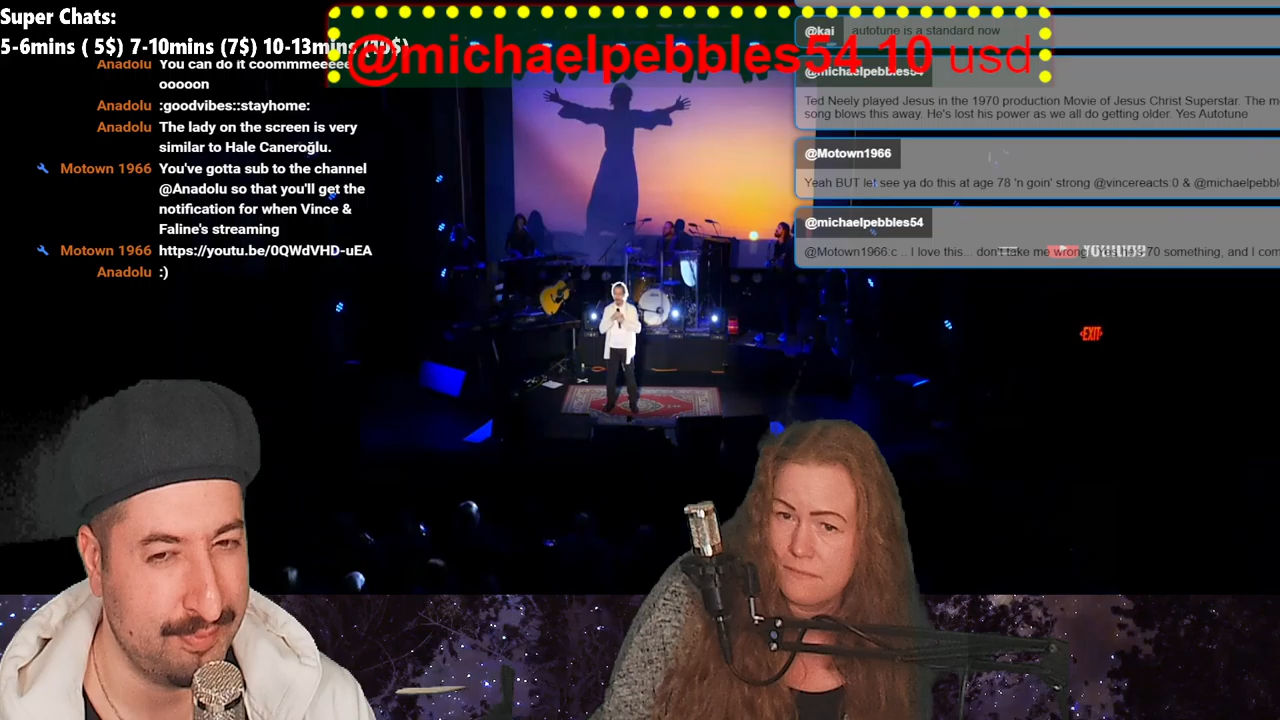 Super Chats:
5-6mins ( 5$) 7-10mins (7$) 10-13mins (10$)
@michaelpebbles54 10 usd
Anadolu You can do it coommmeeeee
ooooon
Anadolu :goodvibes::stayhome:
Anadolu The lady on the screen is very
similar to Hale Caneroğlu.
Motown 1966 You've gotta sub to the channel
@Anadolu so that you'll get the
notification for when Vince &
Faline's streaming
Motown 1966 https://youtu.be/0QWdVHD-uEA
Anadolu :)
@kai autotune is a standard now
@michaelpebbles54
Ted Neely played Jesus in the 1970 production Movie of Jesus Christ Superstar. The
song blows this away. He's lost his power as we all do getting older. Yes Autotune
@Motown1966
Yeah BUT let see ya do this at age 78 'n goin' strong @vincereacts.0 &
@michaelpebbles54
@Motown1966:c .. I love this... don't take me wrong 70 something, and I
EXIT